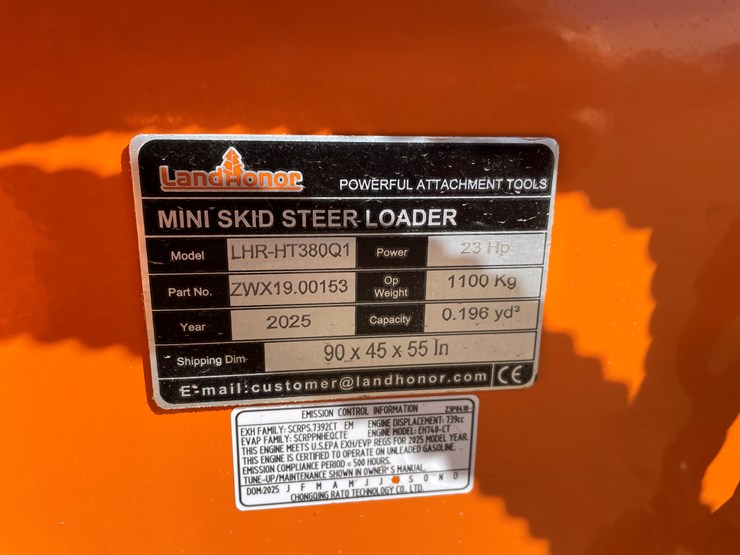 LandHonor
POWERFUL ATTACHMENT TOOLS
MINI SKID STEER LOADER
Model LHR-HT380Q1 Power 23 Hp
Part No. ZWX19.00153 Op Weight 1100 Kg
Year 2025 Capacity 0.196 yd³
Shipping Dim 90 x 45 x 55 In
E-mail:customer@landhonor.com CE
EMISSION CONTROL INFORMATION
EXH FAMILY: SCRPS.7392CT EM ENGINE DISPLACEMENT: 739cc
EVAP FAMILY: SCRPPNHEQCTE ENGINE MODEL: EH740-CT
THIS ENGINE MEETS U.S.EPA EXH/EVP REGS FOR 2025 MODEL YEAR.
THIS ENGINE IS CERTIFIED TO OPERATE ON UNLEADED GASOLINE.
EMISSION COMPLIANCE PERIOD = 500 HOURS.
TUNE-UP/MAINTENANCE SHOWN IN OWNER'S MANUAL.
DOM:2025 J F M A M J J S O N D
CHONGQING RATO TECHNOLOGY CO. LTD.